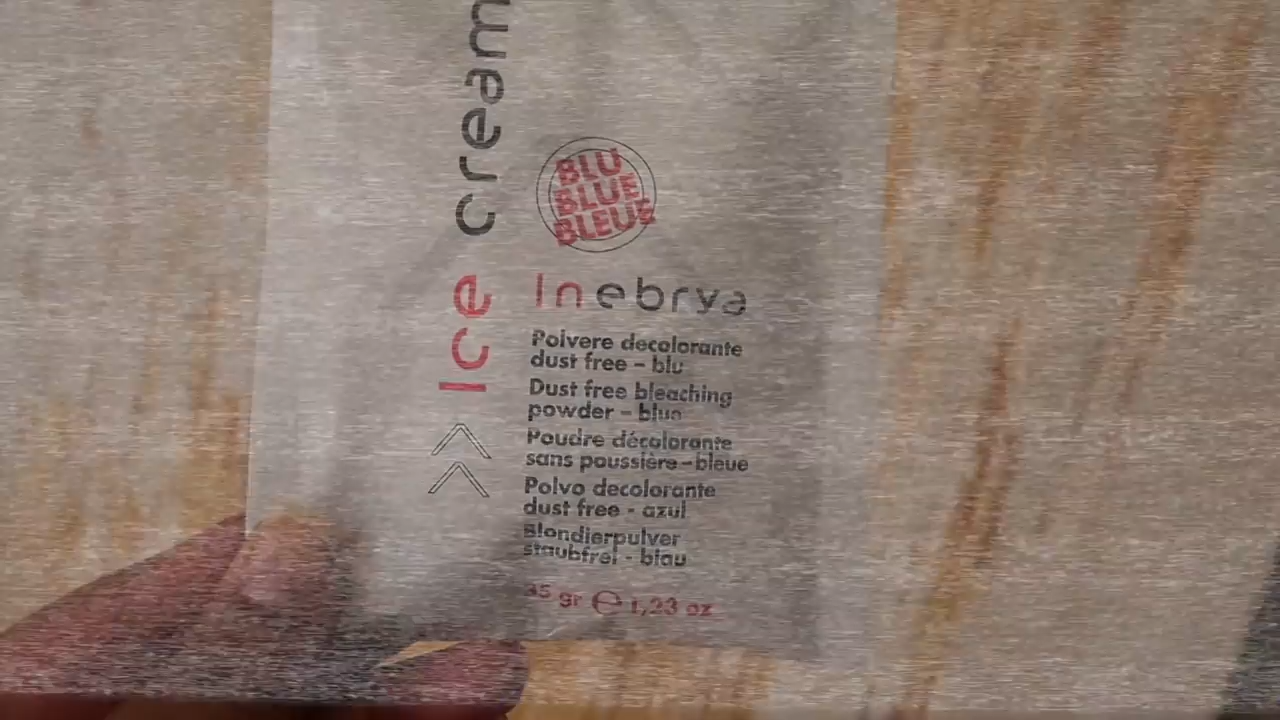 Ice cream
BLU
BLUE
BLEUE
Inebrya
Polvere decolorante
dust free - blu
Dust free bleaching
powder - blue
Poudre décolorante
sans poussière - bleue
Polvo decolorante
dust free - azul
Blondierpulver
staubfrei - blau
35 gr ℮ 1,23 oz